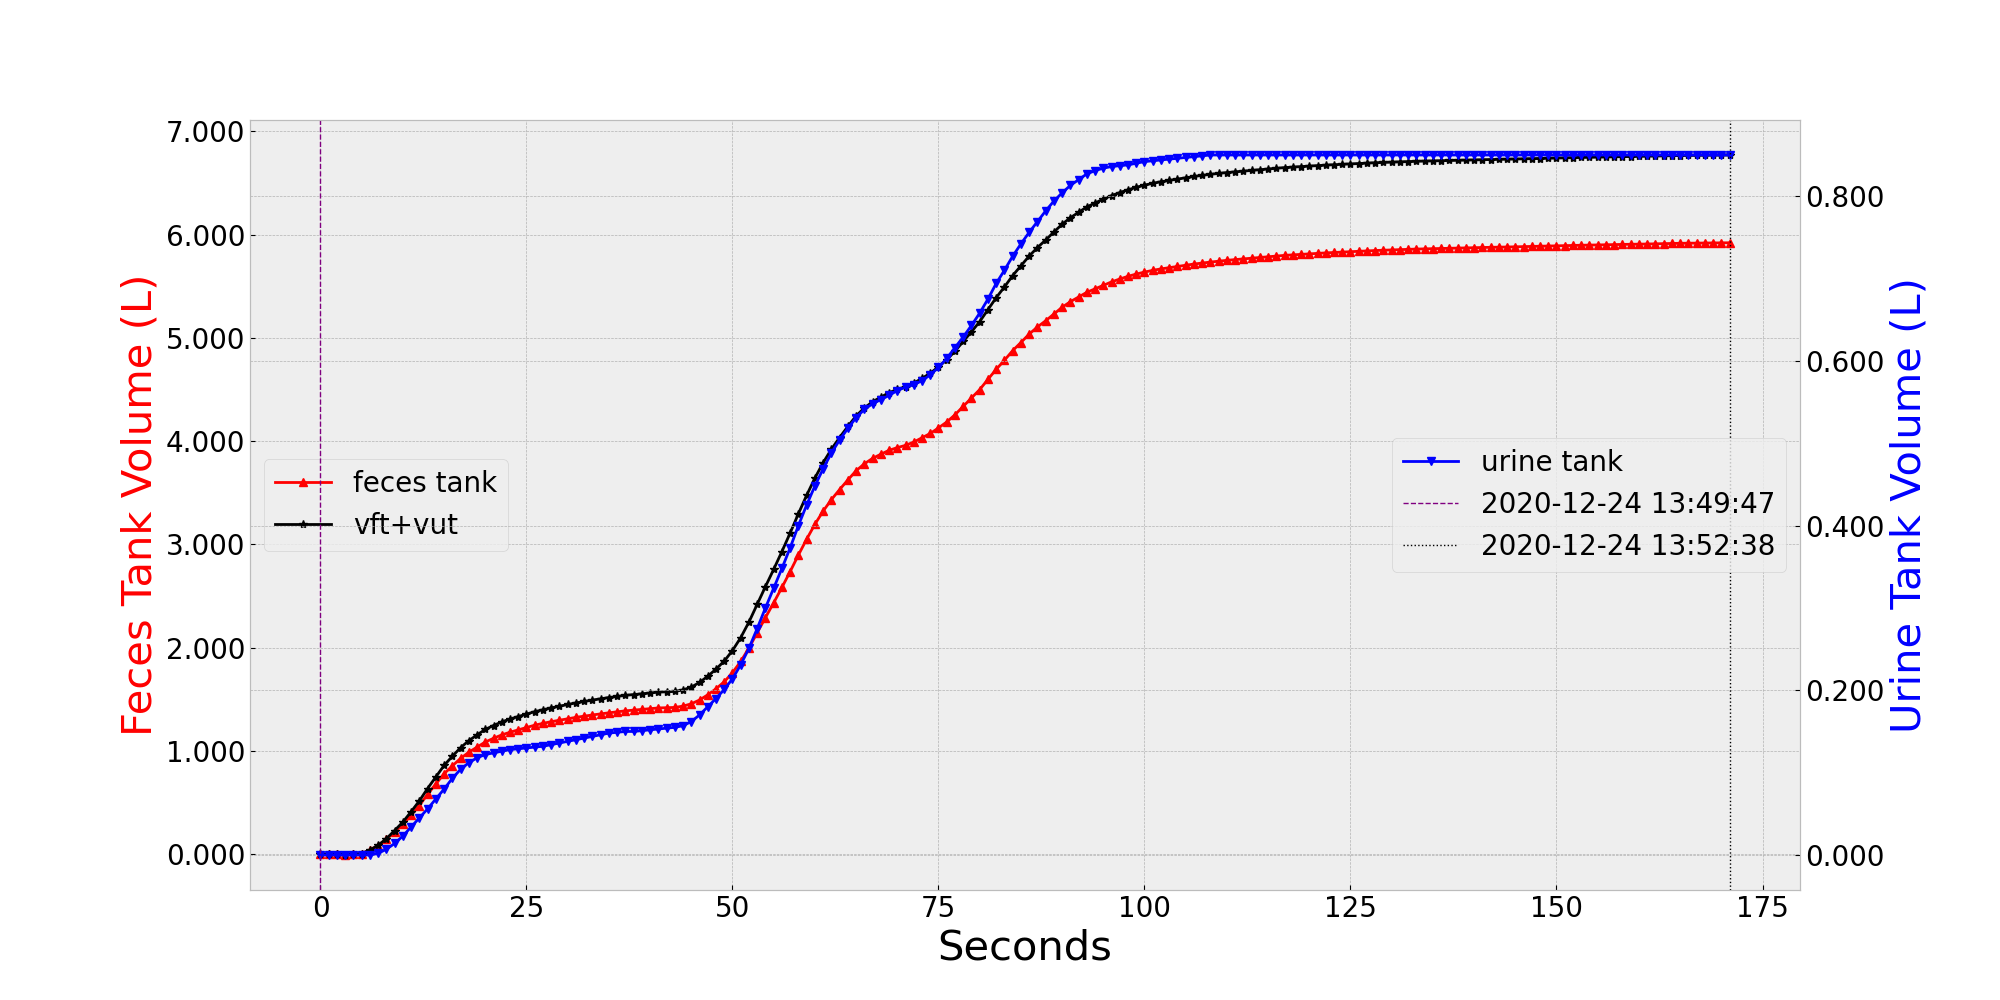 7.000
6.000
5.000
4.000
3.000
2.000
1.000
0.000
Feces Tank Volume (L)
feces tank
vft+vut
urine tank
2020-12-24 13:49:47
2020-12-24 13:52:38
0.800
0.600
0.400
0.200
0.000
Urine Tank Volume (L)
0 25 50 75 100 125 150 175
Seconds